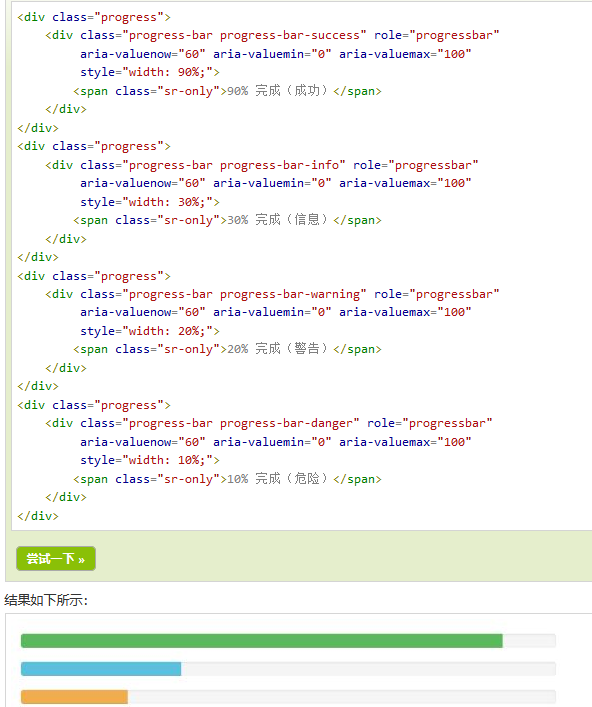 <div class="progress">
    <div class="progress-bar progress-bar-success" role="progressbar"
         aria-valuenow="60" aria-valuemin="0" aria-valuemax="100"
         style="width: 90%;">
        <span class="sr-only">90% 完成（成功）</span>
    </div>
</div>
<div class="progress">
    <div class="progress-bar progress-bar-info" role="progressbar"
         aria-valuenow="60" aria-valuemin="0" aria-valuemax="100"
         style="width: 30%;">
        <span class="sr-only">30% 完成（信息）</span>
    </div>
</div>
<div class="progress">
    <div class="progress-bar progress-bar-warning" role="progressbar"
         aria-valuenow="60" aria-valuemin="0" aria-valuemax="100"
         style="width: 20%;">
        <span class="sr-only">20% 完成（警告）</span>
    </div>
</div>
<div class="progress">
    <div class="progress-bar progress-bar-danger" role="progressbar"
         aria-valuenow="60" aria-valuemin="0" aria-valuemax="100"
         style="width: 10%;">
        <span class="sr-only">10% 完成（危险）</span>
    </div>
</div>
尝试一下 »
结果如下所示：